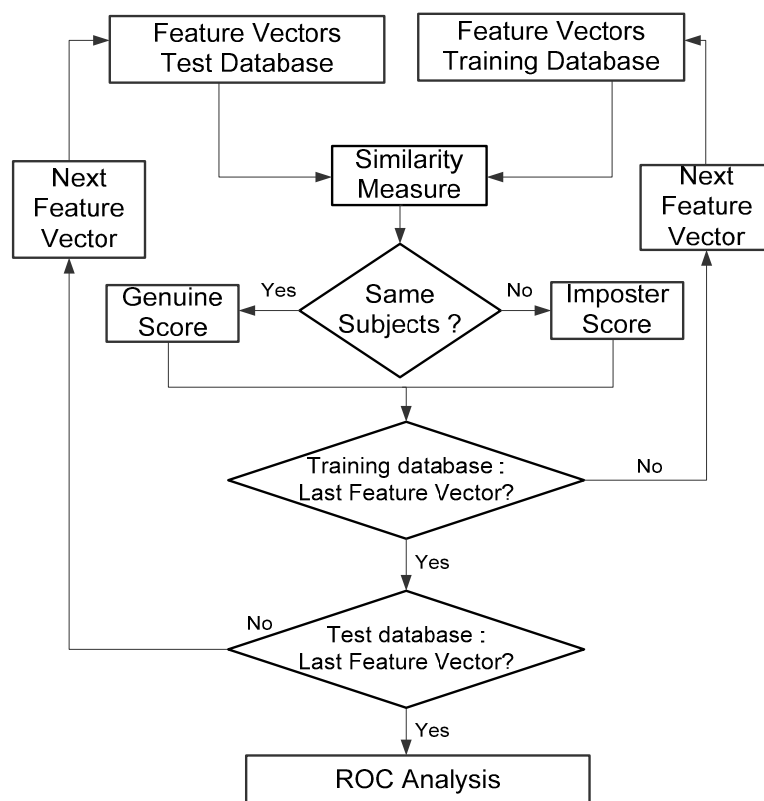 Feature Vectors
Test Database
Feature Vectors
Training Database
Similarity
Measure
Next
Feature
Vector
Next
Feature
Vector
Yes
No
Genuine
Score
Same
Subjects ?
Imposter
Score
Training database :
Last Feature Vector?
No
Yes
No
Test database :
Last Feature Vector?
Yes
ROC Analysis